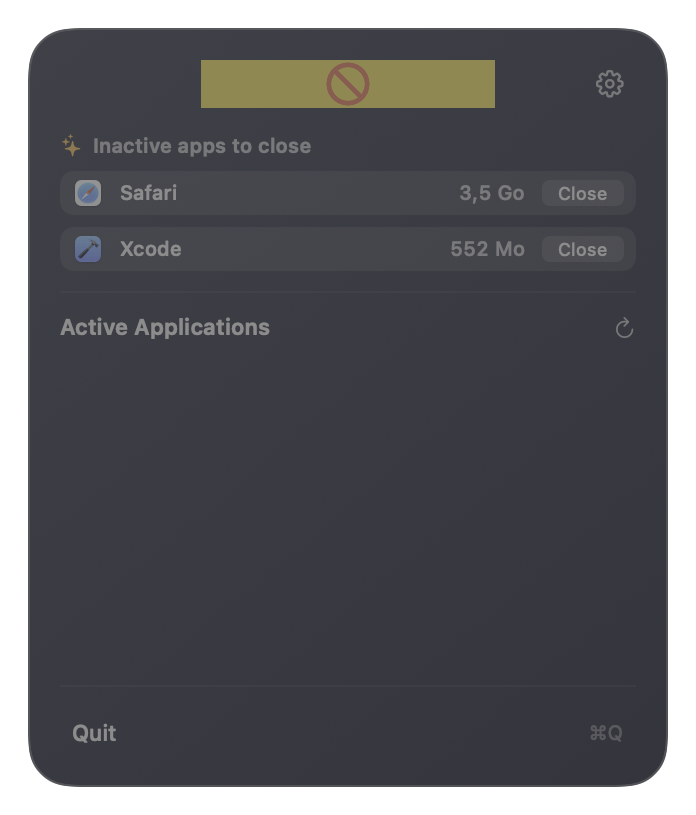 Inactive apps to close
Safari 3,5 Go Close
Xcode 552 Mo Close
Active Applications
Quit ⌘Q